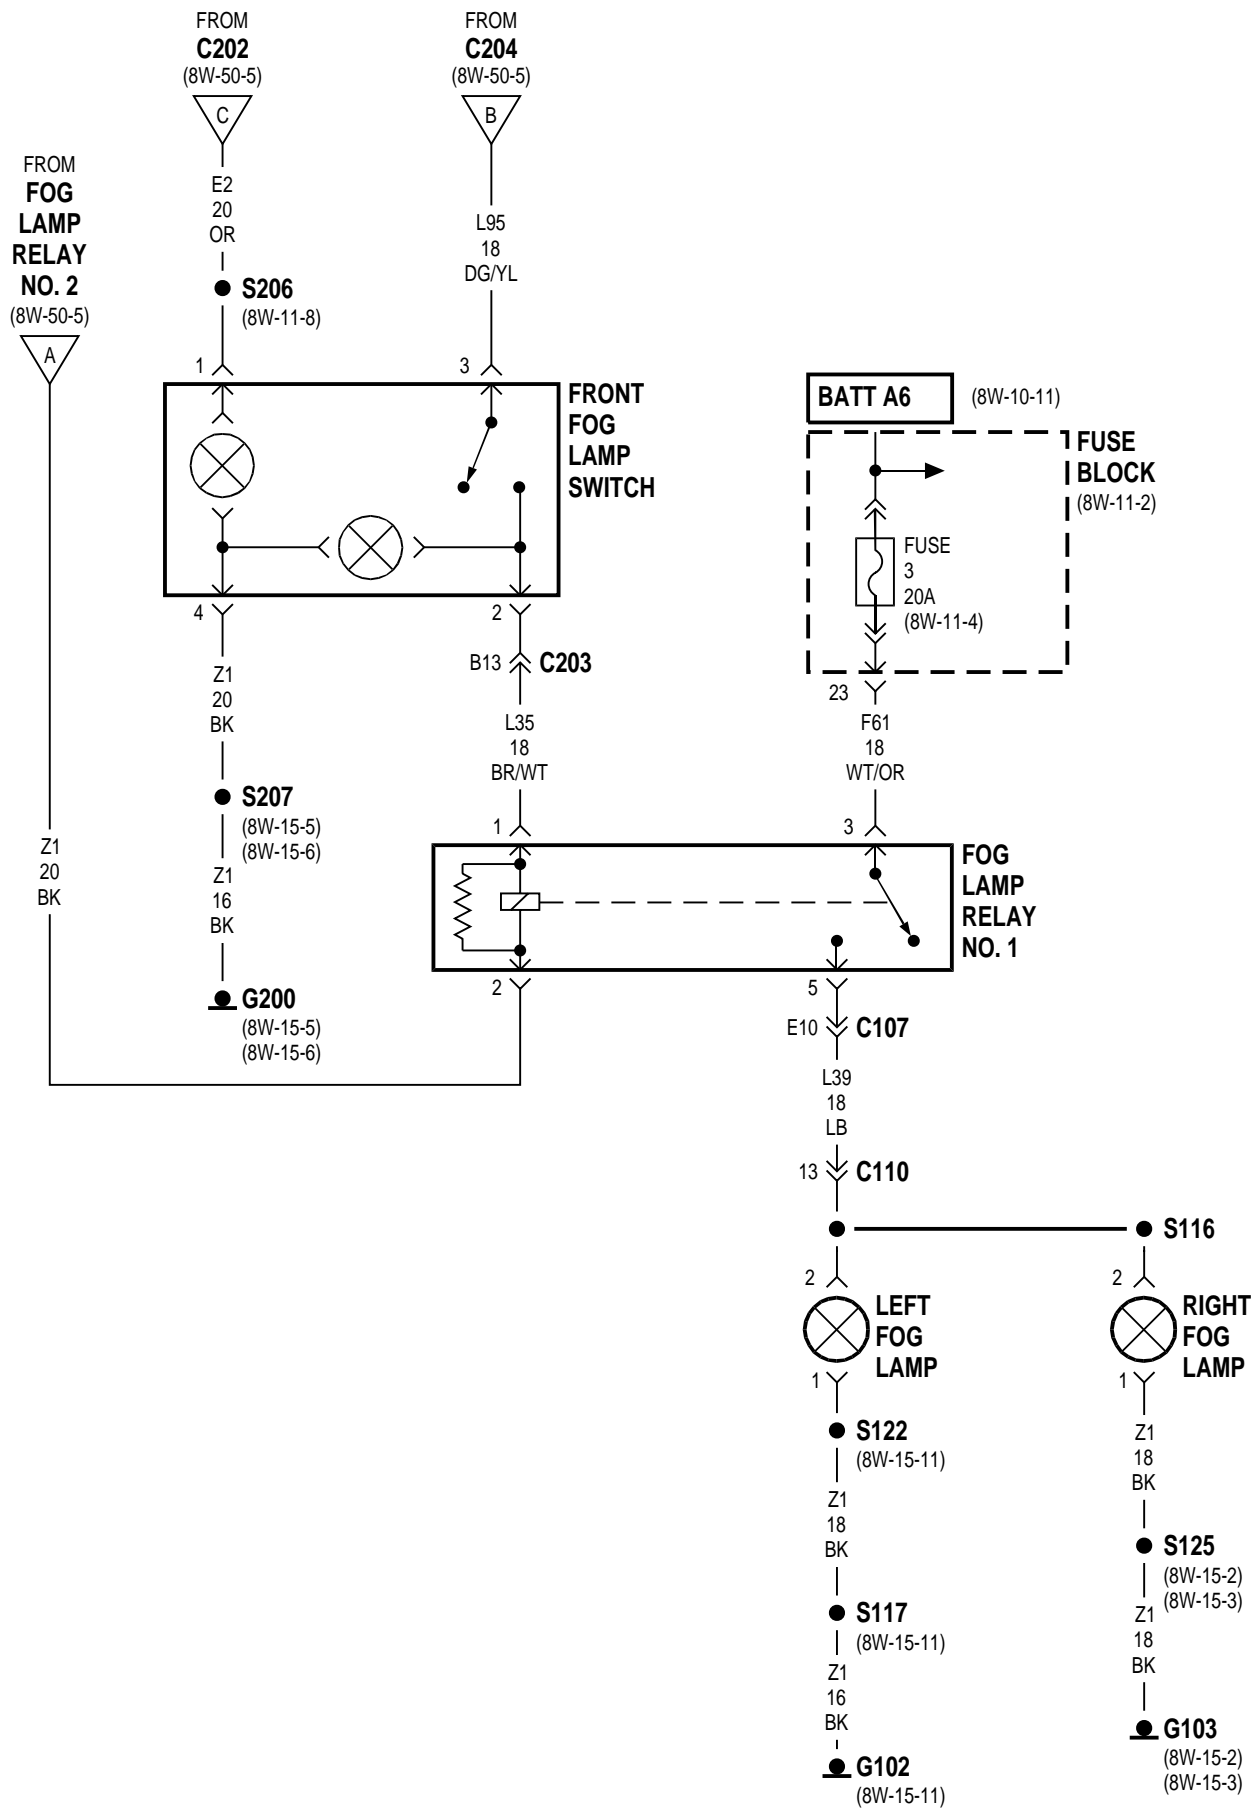 FROM
C202
(8W-50-5)
C
E2
20
OR
S206
(8W-11-8)
1
FROM
C204
(8W-50-5)
B
L95
18
DG/YL
3
FROM
FOG
LAMP
RELAY
NO. 2
(8W-50-5)
A
Z1
20
BK
FRONT
FOG
LAMP
SWITCH
4
Z1
20
BK
S207
(8W-15-5)
(8W-15-6)
Z1
16
BK
G200
(8W-15-5)
(8W-15-6)
2
B13
C203
L35
18
BR/WT
1
BATT A6
(8W-10-11)
FUSE
BLOCK
(8W-11-2)
FUSE
3
20A
(8W-11-4)
23
F61
18
WT/OR
3
FOG
LAMP
RELAY
NO. 1
2
5
E10
C107
L39
18
LB
13
C110
S116
2
LEFT
FOG
LAMP
1
S122
(8W-15-11)
Z1
18
BK
S117
(8W-15-11)
Z1
16
BK
G102
(8W-15-11)
2
RIGHT
FOG
LAMP
1
Z1
18
BK
S125
(8W-15-2)
(8W-15-3)
Z1
18
BK
G103
(8W-15-2)
(8W-15-3)